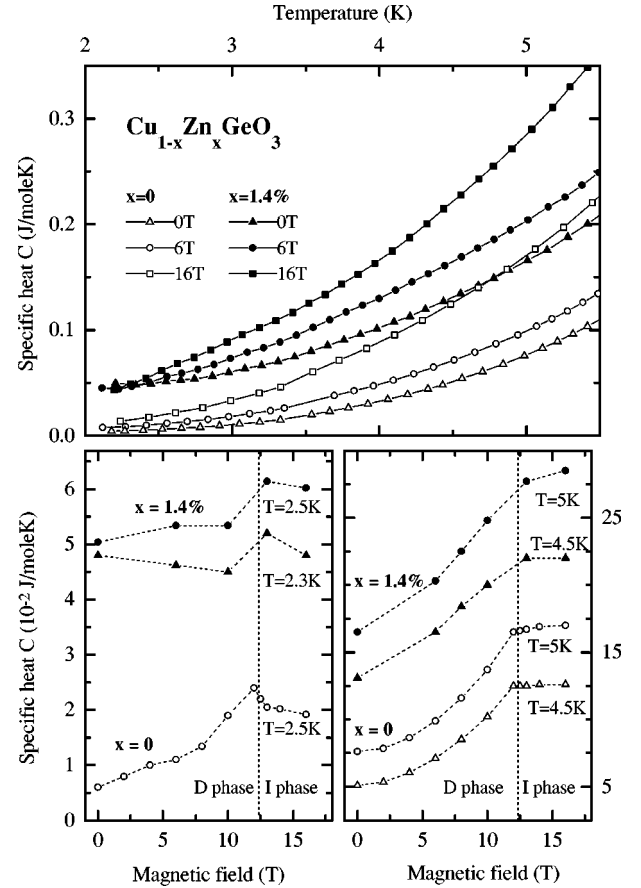 Temperature (K)
2 3 4 5
Specific heat C (J/moleK)
0.3
0.2
0.1
0.0
Cu1-xZnxGeO3
x=0 x=1.4%
0T 0T
6T 6T
16T 16T
Specific heat C (10-2 J/moleK)
6
5
4
3
2
1
0
x = 1.4%
T=2.5K
T=2.3K
x = 0
T=2.5K
D phase I phase
0 5 10 15
Magnetic field (T)
T=5K
T=4.5K
x = 1.4%
T=5K
x = 0
T=4.5K
D phase I phase
25
15
5
0 5 10 15
Magnetic field (T)